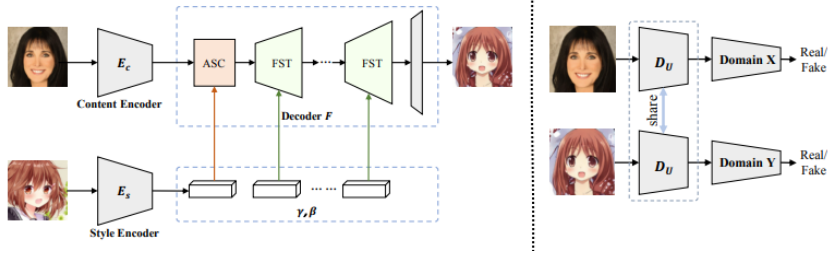 E_c
Content Encoder
ASC
FST
......
FST
Decoder F
E_s
Style Encoder
... ...
γ,β
D_U
Domain X
Real/
Fake
share
D_U
Domain Y
Real/
Fake